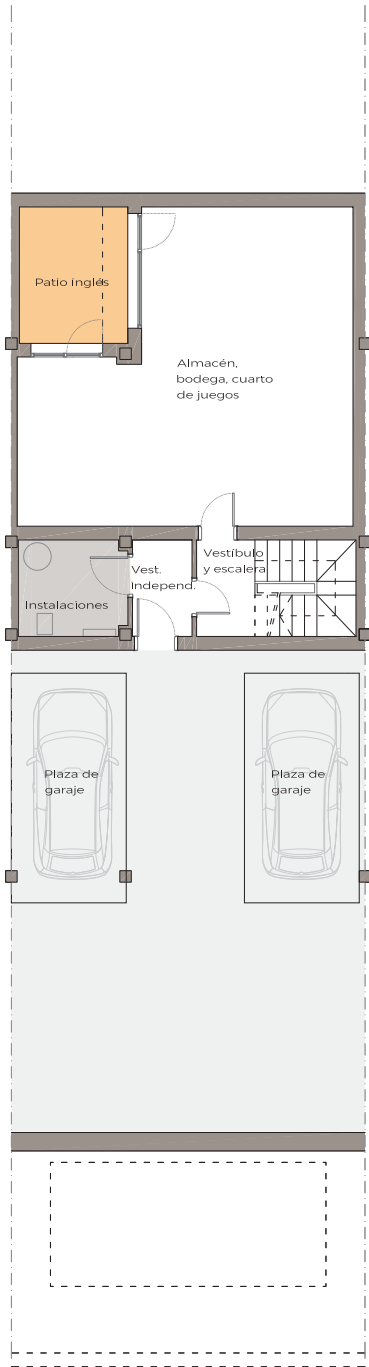 Patio inglés
Almacén,
bodega, cuarto
de juegos
Vestíbulo
y escalera
Vest.
Independ.
Instalaciones
Plaza de
garaje
Plaza de
garaje